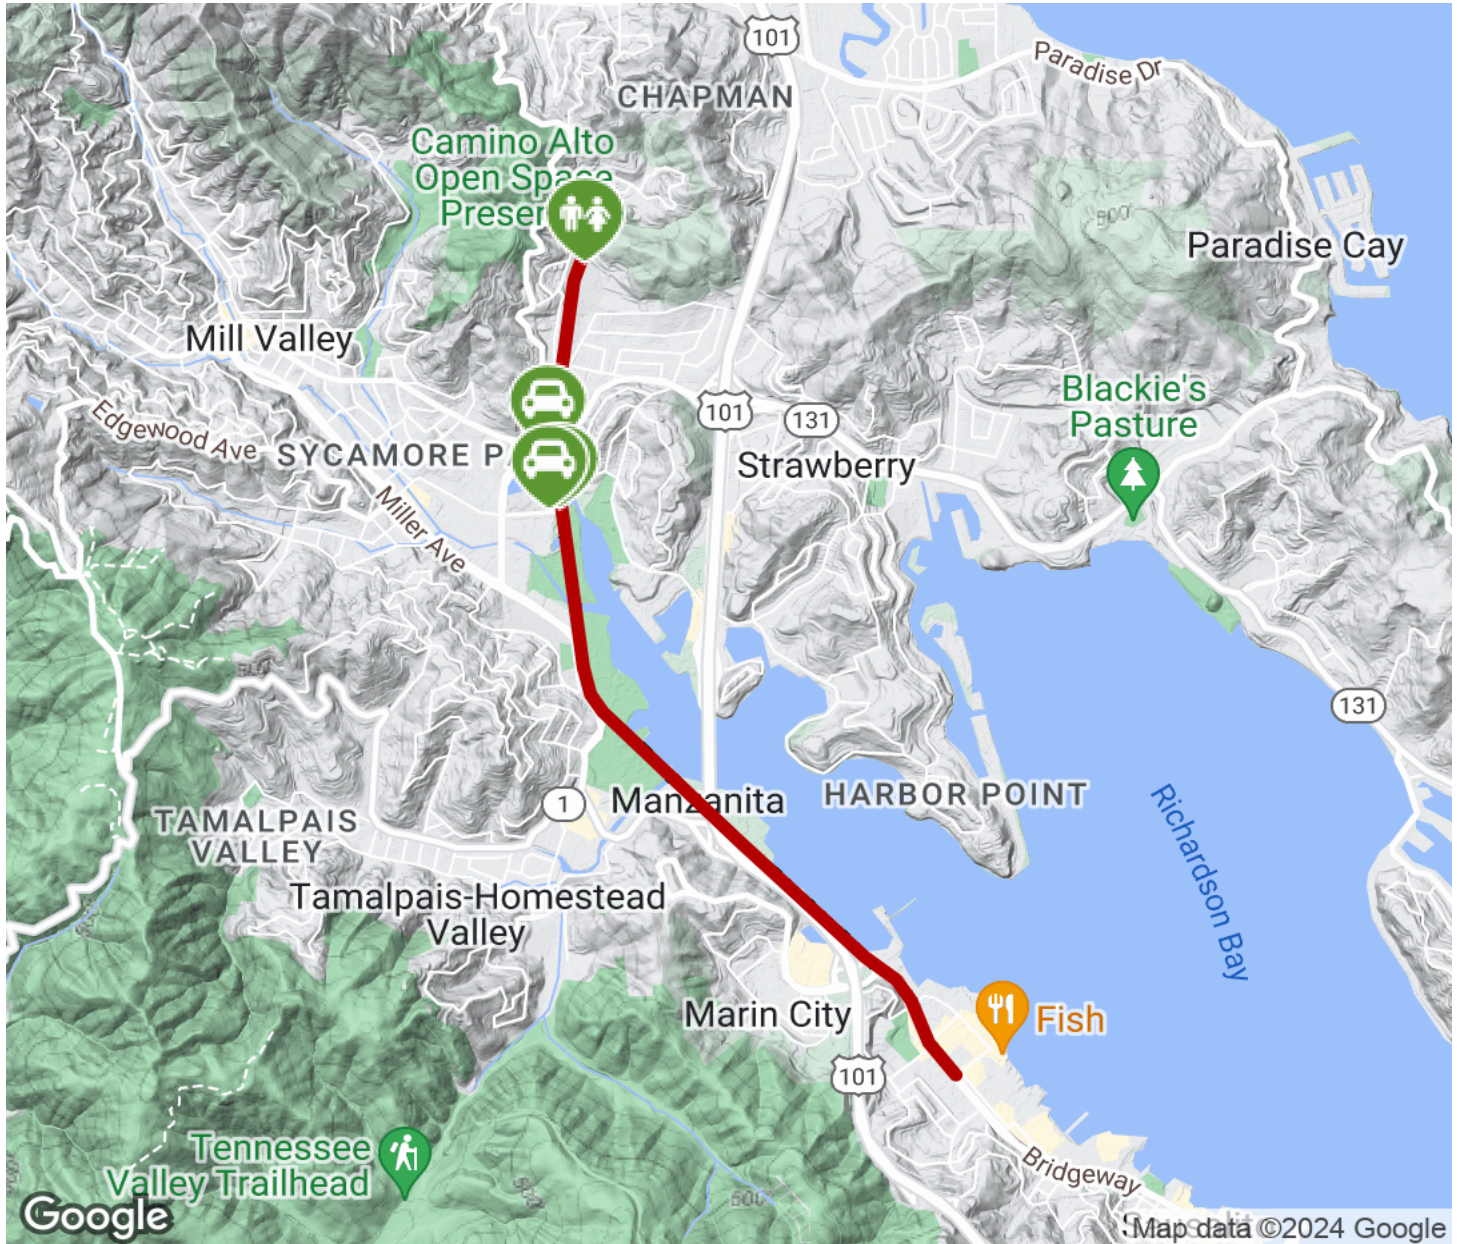 101
Paradise Dr
CHAPMAN
Camino Alto
Open Space
Preser
Paradise Cay
Mill Valley
Blackie's
Pasture
101
131
Edgewood Ave
SYCAMORE P
Strawberry
Miller Ave
131
1
Manzanita
HARBOR POINT
TAMALPAIS
VALLEY
Richardson Bay
Tamalpais-Homestead
Valley
Marin City
Fish
101
Tennessee
Valley Trailhead
Bridgeway
Google
Map data ©2024 Google